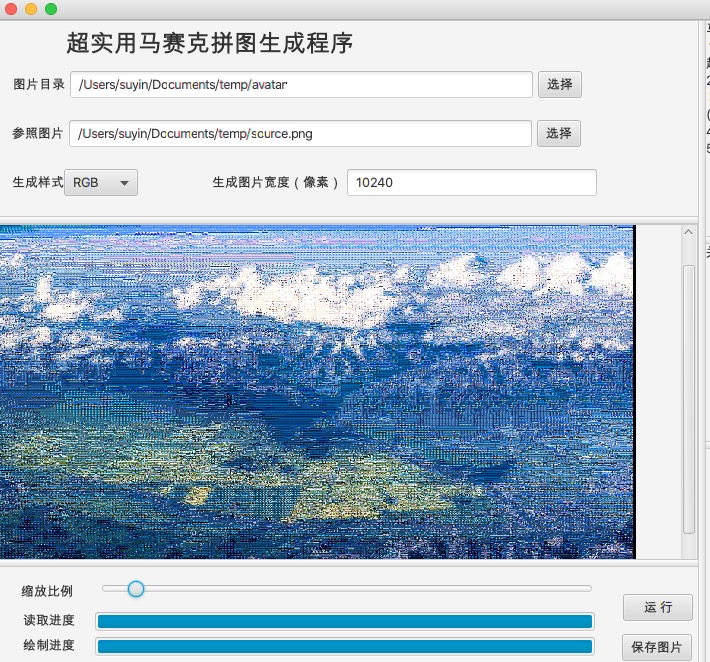 超实用马赛克拼图生成程序
图片目录 /Users/suyin/Documents/temp/avatar 选择
参照图片 /Users/suyin/Documents/temp/source.png 选择
生成样式 RGB 生成图片宽度（像素） 10240
缩放比例
读取进度 运 行
绘制进度 保存图片